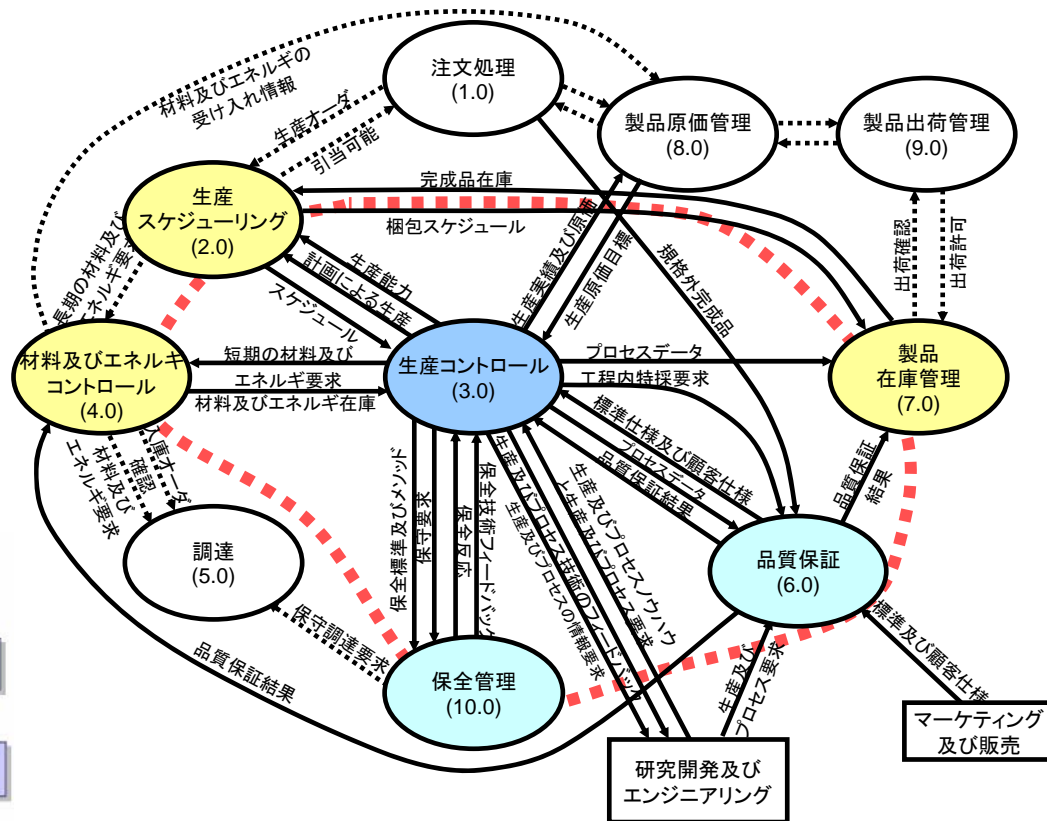 材料及びエネルギの
受け入れ情報
注文処理
(1.0)
製品原価管理
(8.0)
製品出荷管理
(9.0)
生産オーダ
引当可能
生産
スケジューリング
(2.0)
完成品在庫
梱包スケジュール
出荷確認
出荷許可
長期の材料及び
エネルギ要求
生産能力
計画による生産
スケジュール
生産実績及び原価
生産原価目標
規格外完成品
材料及びエネルギ
コントロール
(4.0)
短期の材料及び
エネルギ要求
材料及びエネルギ在庫
生産コントロール
(3.0)
プロセスデータ
工程内特採要求
製品
在庫管理
(7.0)
標準仕様及び顧客仕様
プロセスデータ
品質保証結果
品質保証
結果
入庫オーダ
確認
材料及び
エネルギ要求
調達
(5.0)
保全標準及びメソッド
保守要求
保全反応
保全技術フィードバック
生産及びプロセスノウハウ
と生産及びプロセス要求
生産及びプロセス技術のフィードバック
生産及びプロセスの情報要求
品質保証
(6.0)
保守調達要求
品質保証結果
保全管理
(10.0)
生産及び
プロセス要求
標準及び顧客仕様
マーケティング
及び販売
研究開発及び
エンジニアリング